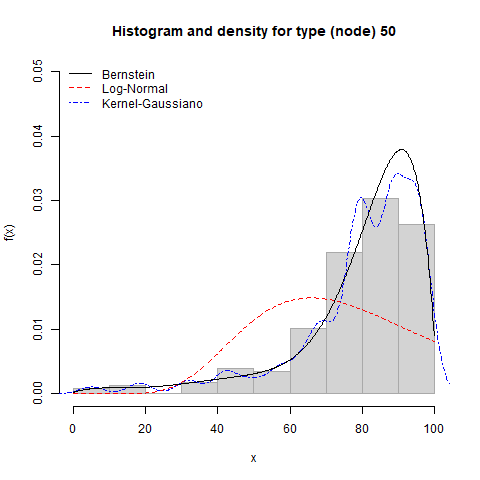 Histogram and density for type (node) 50
Bernstein
Log-Normal
Kernel-Gaussiano
f(x)
0.05
0.04
0.03
0.02
0.01
0.00
0 20 40 60 80 100
x